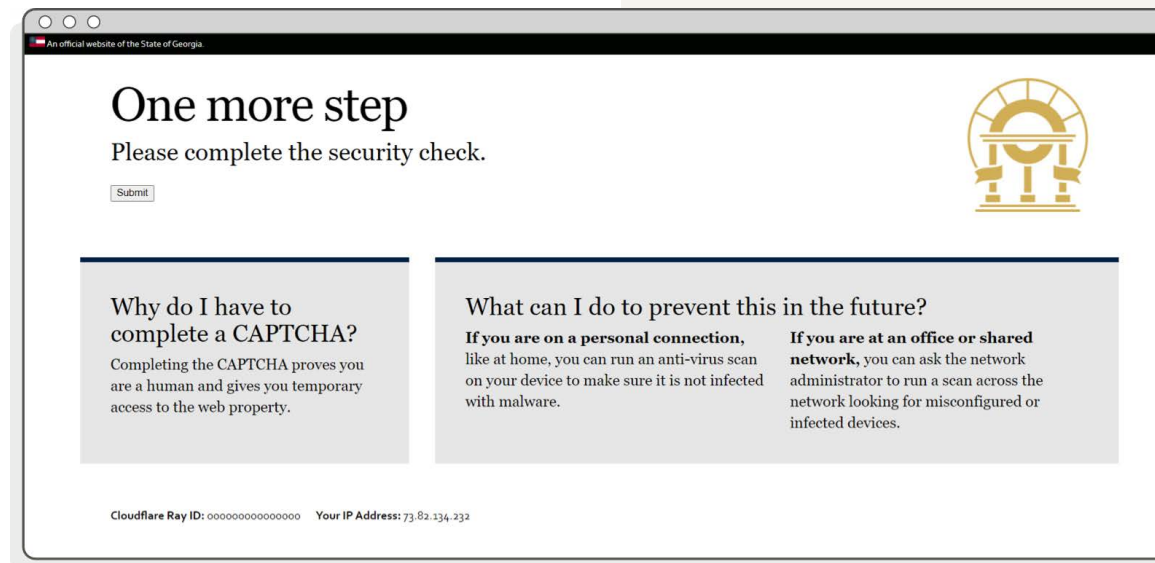 An official website of the State of Georgia.
One more step
Please complete the security check.
Submit
Why do I have to
complete a CAPTCHA?
Completing the CAPTCHA proves you
are a human and gives you temporary
access to the web property.
What can I do to prevent this in the future?
If you are on a personal connection,
like at home, you can run an anti-virus scan
on your device to make sure it is not infected
with malware.
If you are at an office or shared
network, you can ask the network
administrator to run a scan across the
network looking for misconfigured or
infected devices.
Cloudflare Ray ID: 0000000000000000 Your IP Address: 73.82.134.232